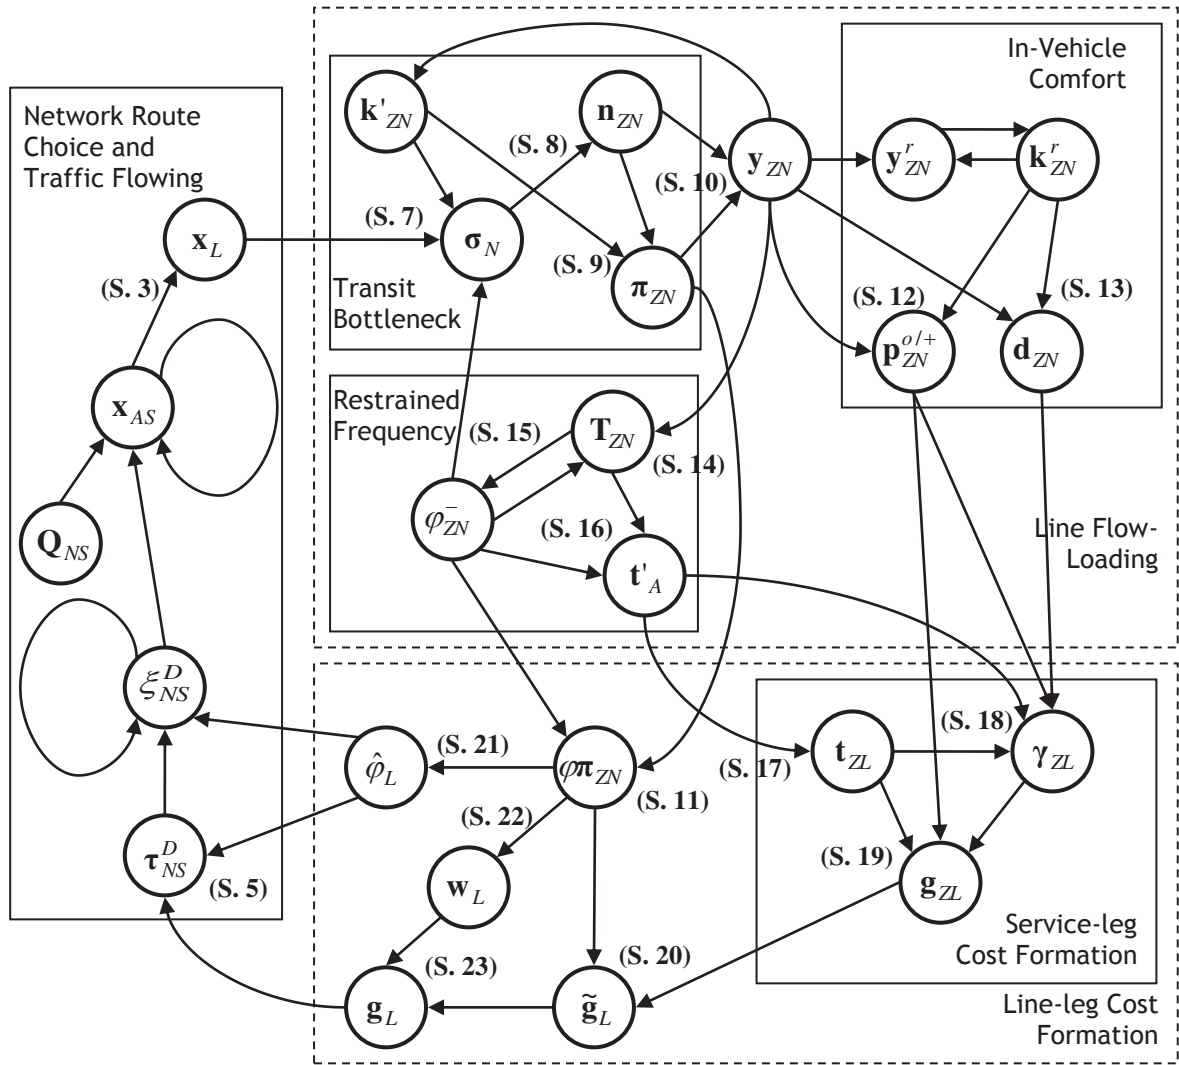 Network Route
Choice and
Traffic Flowing
x_L
(S. 3)
x_AS
Q_NS
ξ^D_NS
τ^D_NS
(S. 5)
k'_ZN
n_ZN
(S. 8)
(S. 7)
σ_N
(S. 9)
(S. 10)
π_ZN
Transit
Bottleneck
y_ZN
In-Vehicle
Comfort
y^r_ZN
k^r_ZN
(S. 12)
(S. 13)
p^{o/+}_ZN
d_ZN
Restrained
Frequency
(S. 15)
T_ZN
(S. 14)
φ^-_ZN
(S. 16)
t'_A
Line Flow-
Loading
φ̂_L
(S. 21)
φπ_ZN
(S. 11)
(S. 22)
w_L
(S. 23)
g_L
(S. 20)
g̃_L
(S. 17)
t_ZL
(S. 18)
γ_ZL
(S. 19)
g_ZL
Service-leg
Cost Formation
Line-leg Cost
Formation